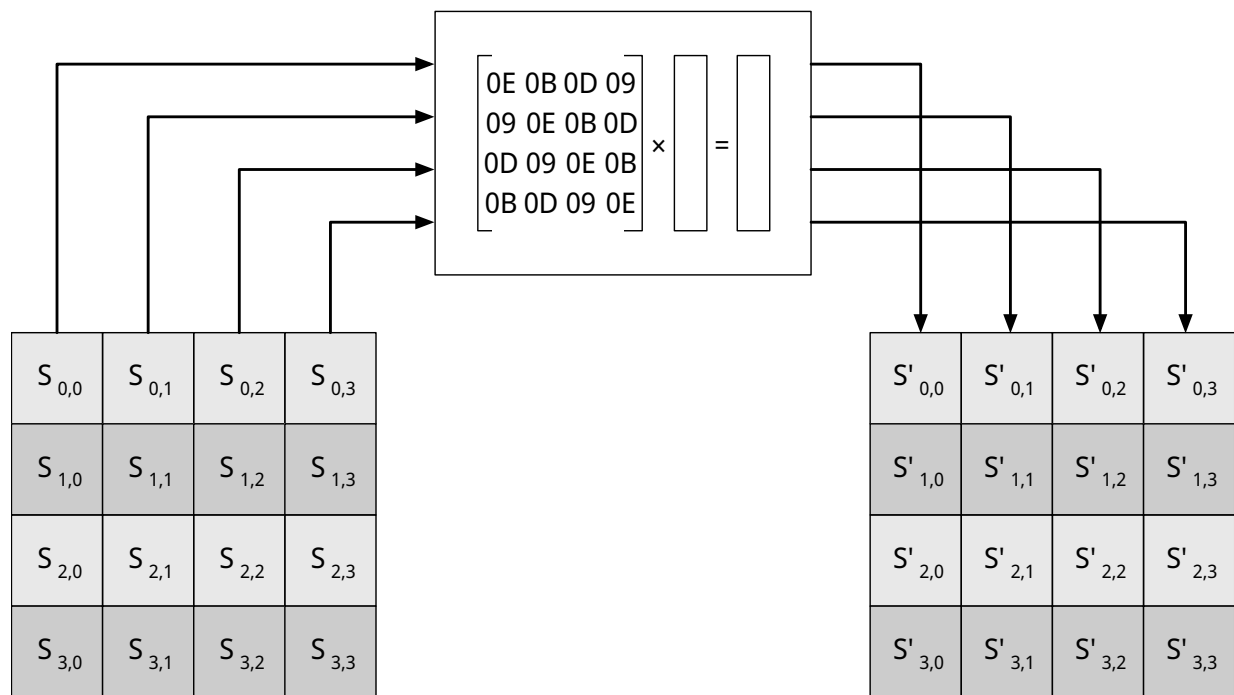 0E 0B 0D 09
09 0E 0B 0D
0D 09 0E 0B
0B 0D 09 0E
× =
S 0,0 S 0,1 S 0,2 S 0,3
S 1,0 S 1,1 S 1,2 S 1,3
S 2,0 S 2,1 S 2,2 S 2,3
S 3,0 S 3,1 S 3,2 S 3,3
S' 0,0 S' 0,1 S' 0,2 S' 0,3
S' 1,0 S' 1,1 S' 1,2 S' 1,3
S' 2,0 S' 2,1 S' 2,2 S' 2,3
S' 3,0 S' 3,1 S' 3,2 S' 3,3